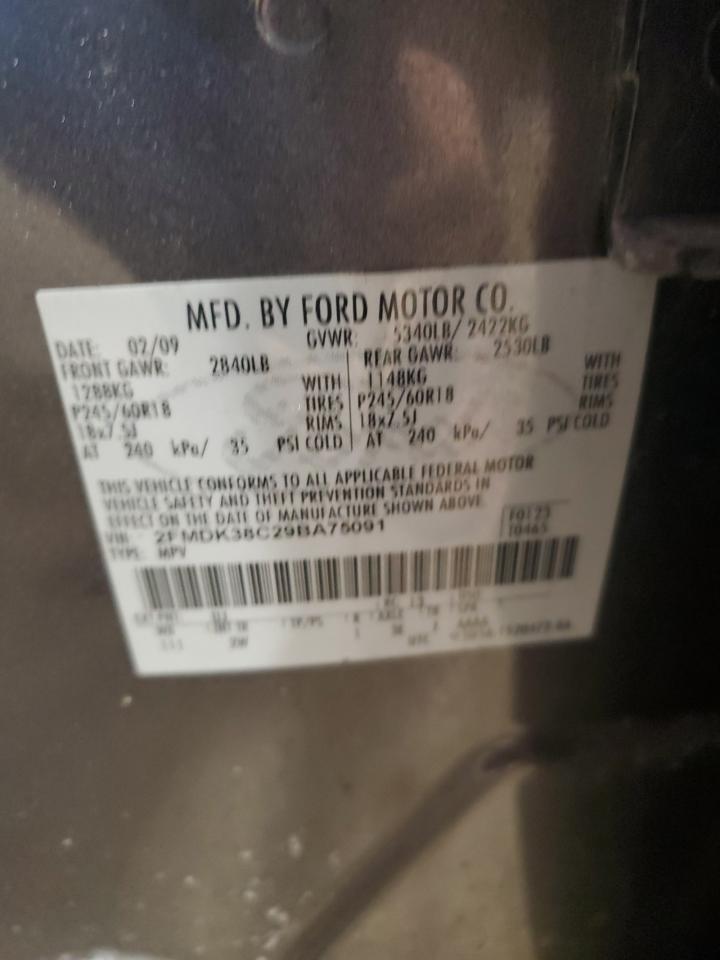 MFD. BY FORD MOTOR CO.
DATE: 02/09 GVWR: 5340LB/ 2422KG
FRONT GAWR: 2840LB REAR GAWR: 2530LB
1288KG WITH 1148KG WITH
P245/60R18 TIRES P245/60R18 TIRES
18x7.5J RIMS 18x7.5J RIMS
AT 240 kPa/ 35 PSI COLD AT 240 kPa/ 35 PSI COLD
THIS VEHICLE CONFORMS TO ALL APPLICABLE FEDERAL MOTOR
VEHICLE SAFETY AND THEFT PREVENTION STANDARDS IN
EFFECT ON THE DATE OF MANUFACTURE SHOWN ABOVE
VIN: 2FMDK38C29BA75091 F0123
TYPE: MPV T0465